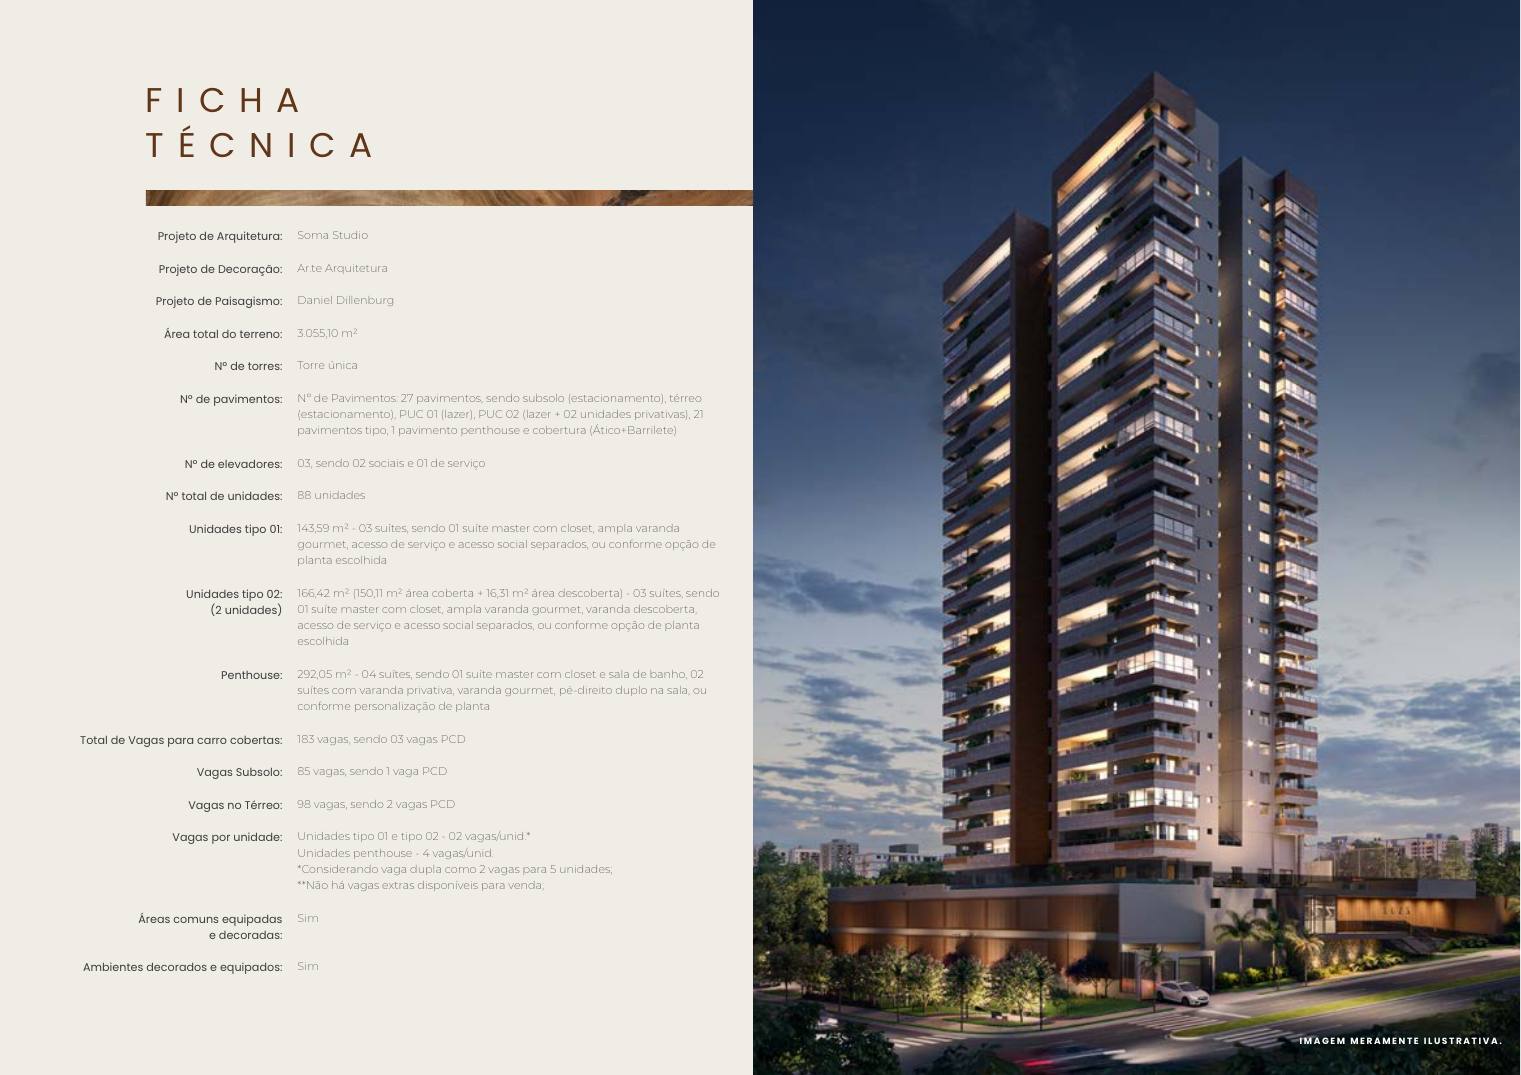 FICHA
TÉCNICA
Projeto de Arquitetura: Soma Studio
Projeto de Decoração: Ar.te Arquitetura
Projeto de Paisagismo: Daniel Dillenburg
Área total do terreno: 3.055,10 m²
Nº de torres: Torre única
Nº de pavimentos: Nº de Pavimentos: 27 pavimentos, sendo subsolo (estacionamento), térreo
(estacionamento), PUC 01 (lazer), PUC 02 (lazer + 02 unidades privativas), 21
pavimentos tipo, 1 pavimento penthouse e cobertura (Ático+Barrilete)
Nº de elevadores: 03, sendo 02 sociais e 01 de serviço
Nº total de unidades: 88 unidades
Unidades tipo 01: 143,59 m² - 03 suítes, sendo 01 suíte master com closet, ampla varanda
gourmet, acesso de serviço e acesso social separados, ou conforme opção de
planta escolhida
Unidades tipo 02: 166,42 m² (150,11 m² área coberta + 16,31 m² área descoberta) - 03 suítes, sendo
(2 unidades) 01 suíte master com closet, ampla varanda gourmet, varanda descoberta,
acesso de serviço e acesso social separados, ou conforme opção de planta
escolhida
Penthouse: 292,05 m² - 04 suítes, sendo 01 suíte master com closet e sala de banho, 02
suítes com varanda privativa, varanda gourmet, pé-direito duplo na sala, ou
conforme personalização de planta
Total de Vagas para carro cobertas: 183 vagas, sendo 03 vagas PCD
Vagas Subsolo: 85 vagas, sendo 1 vaga PCD
Vagas no Térreo: 98 vagas, sendo 2 vagas PCD
Vagas por unidade: Unidades tipo 01 e tipo 02 - 02 vagas/unid.*
Unidades penthouse - 4 vagas/unid.
*Considerando vaga dupla como 2 vagas para 5 unidades;
**Não há vagas extras disponíveis para venda;
Áreas comuns equipadas Sim
e decoradas:
Ambientes decorados e equipados: Sim
IMAGEM MERAMENTE ILUSTRATIVA.